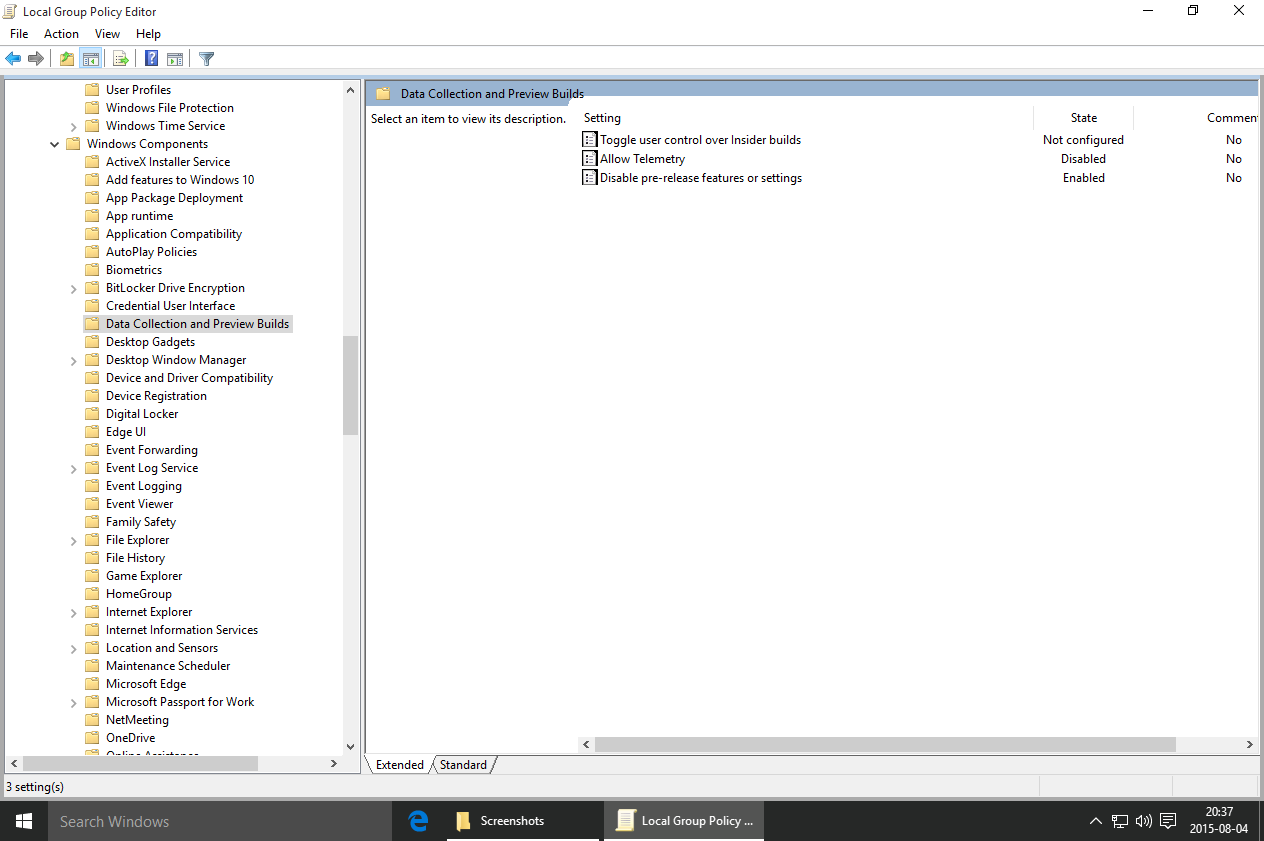 Local Group Policy Editor
File Action View Help
User Profiles
Windows File Protection
Windows Time Service
Windows Components
ActiveX Installer Service
Add features to Windows 10
App Package Deployment
App runtime
Application Compatibility
AutoPlay Policies
Biometrics
BitLocker Drive Encryption
Credential User Interface
Data Collection and Preview Builds
Desktop Gadgets
Desktop Window Manager
Device and Driver Compatibility
Device Registration
Digital Locker
Edge UI
Event Forwarding
Event Log Service
Event Logging
Event Viewer
Family Safety
File Explorer
File History
Game Explorer
HomeGroup
Internet Explorer
Internet Information Services
Location and Sensors
Maintenance Scheduler
Microsoft Edge
Microsoft Passport for Work
NetMeeting
OneDrive
Online Assistance
Data Collection and Preview Builds
Select an item to view its description.
Setting State Commen
Toggle user control over Insider builds Not configured No
Allow Telemetry Disabled No
Disable pre-release features or settings Enabled No
Extended Standard
3 setting(s)
Search Windows
Screenshots
Local Group Policy ...
20:37
2015-08-04